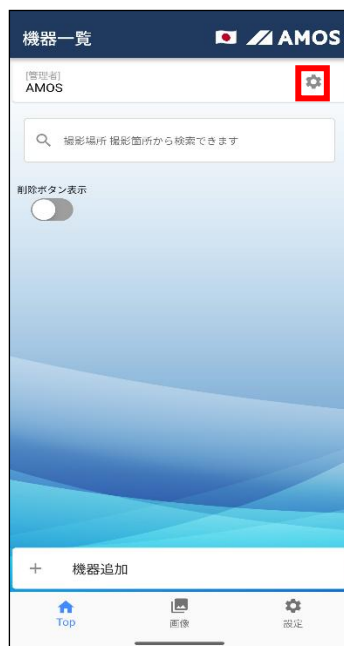 機器一覧
AMOS
[管理者]
AMOS
撮影場所 撮影箇所から検索できます
削除ボタン表示
機器追加
Top
画像
設定